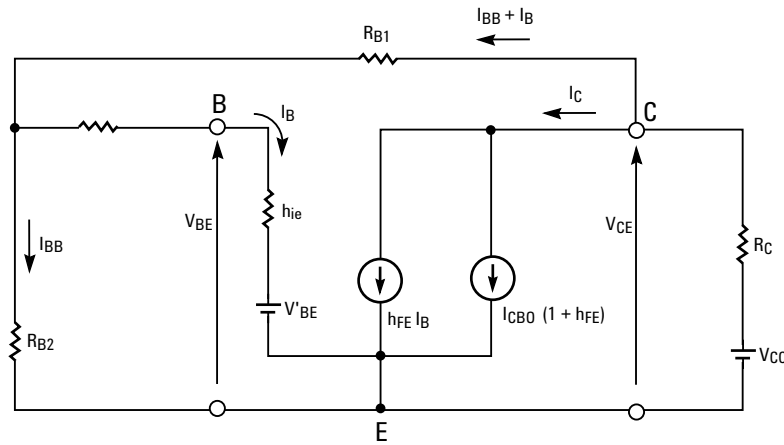 I_BB + I_B
R_B1
B
I_B
I_C
C
V_BE
h_ie
V_CE
I_BB
R_C
V'_BE
h_FE I_B
I_CBO (1 + h_FE)
R_B2
V_CC
E